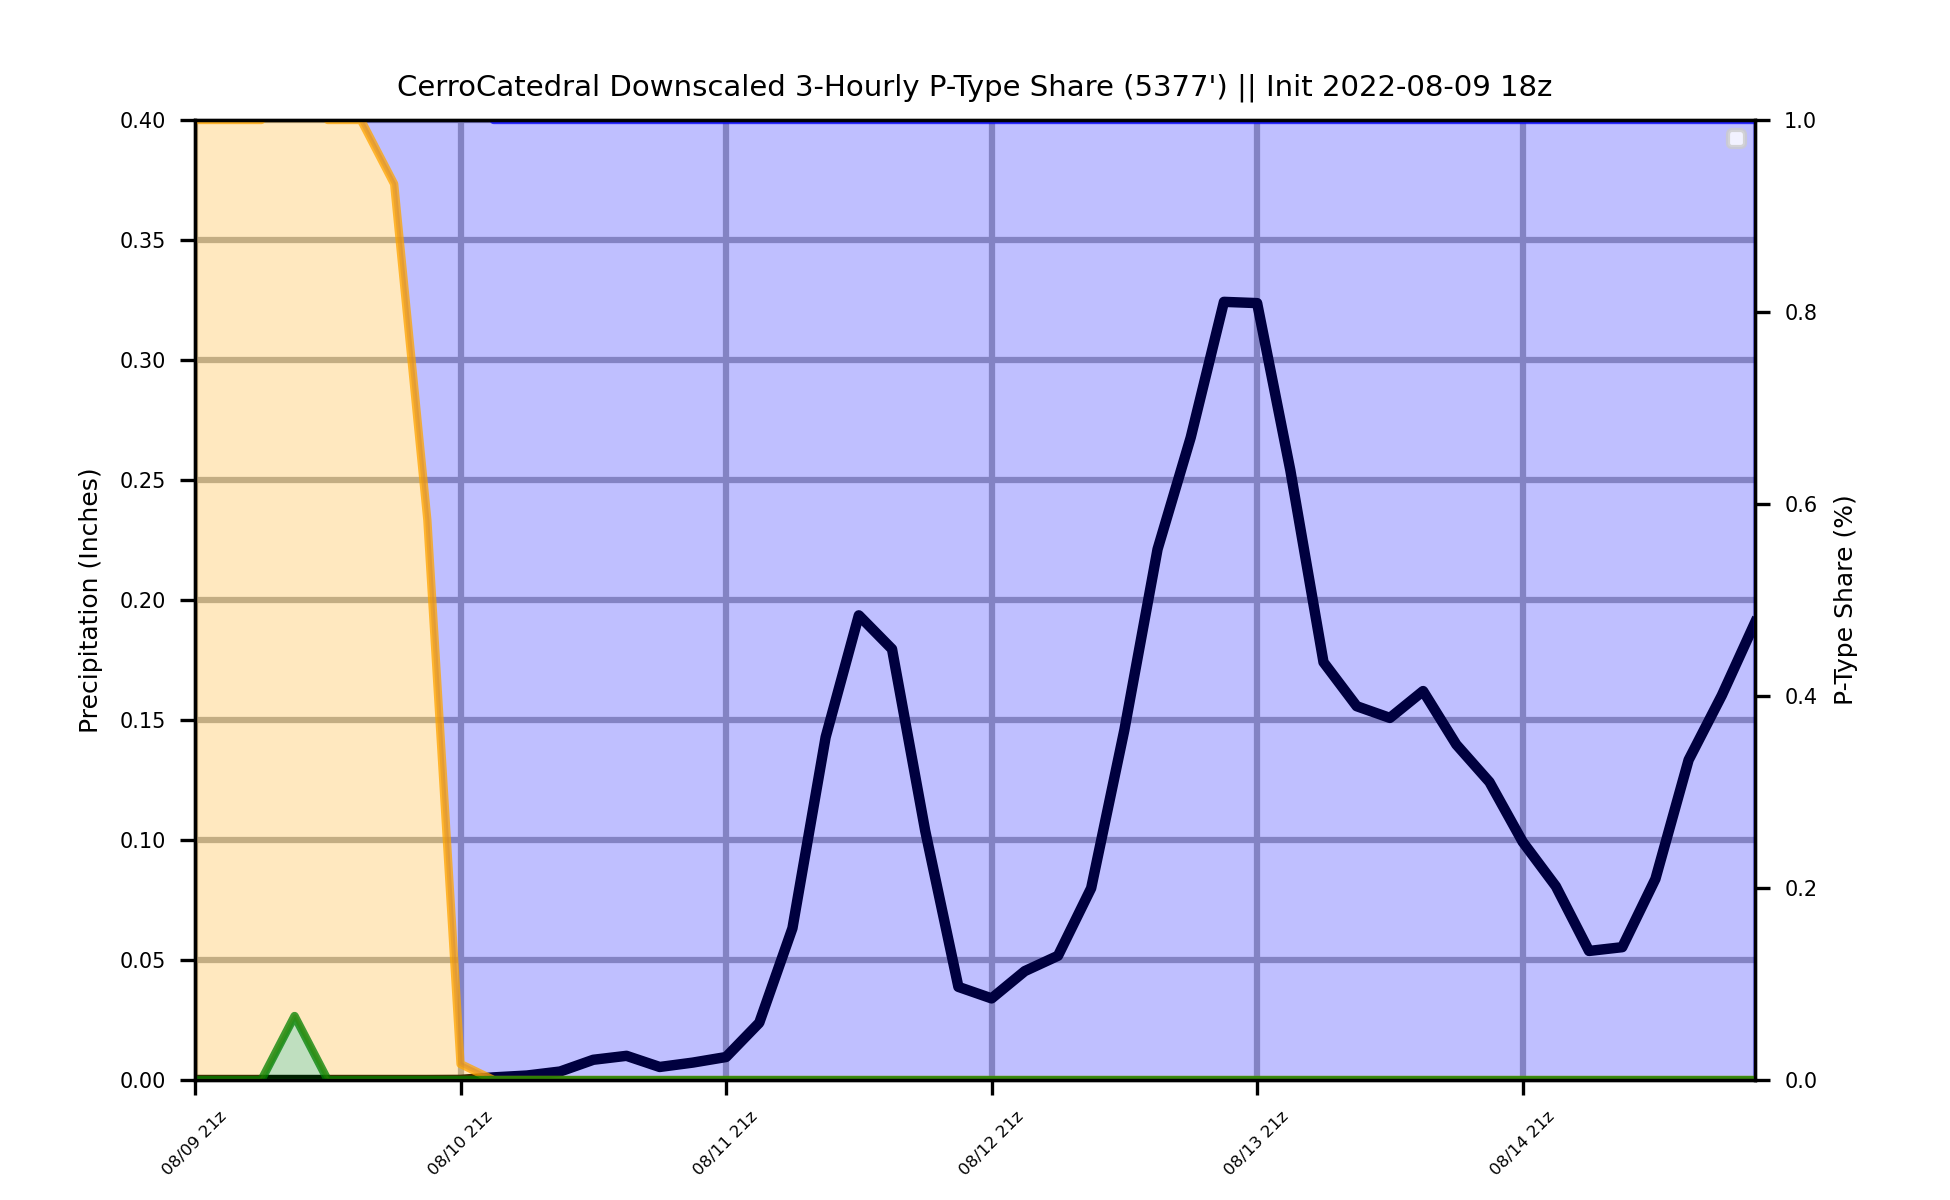 CerroCatedral Downscaled 3-Hourly P-Type Share (5377') || Init 2022-08-09 18z
0.40
0.35
0.30
0.25
0.20
0.15
0.10
0.05
0.00
Precipitation (Inches)
1.0
0.8
0.6
0.4
0.2
0.0
P-Type Share (%)
08/09 21z
08/10 21z
08/11 21z
08/12 21z
08/13 21z
08/14 21z